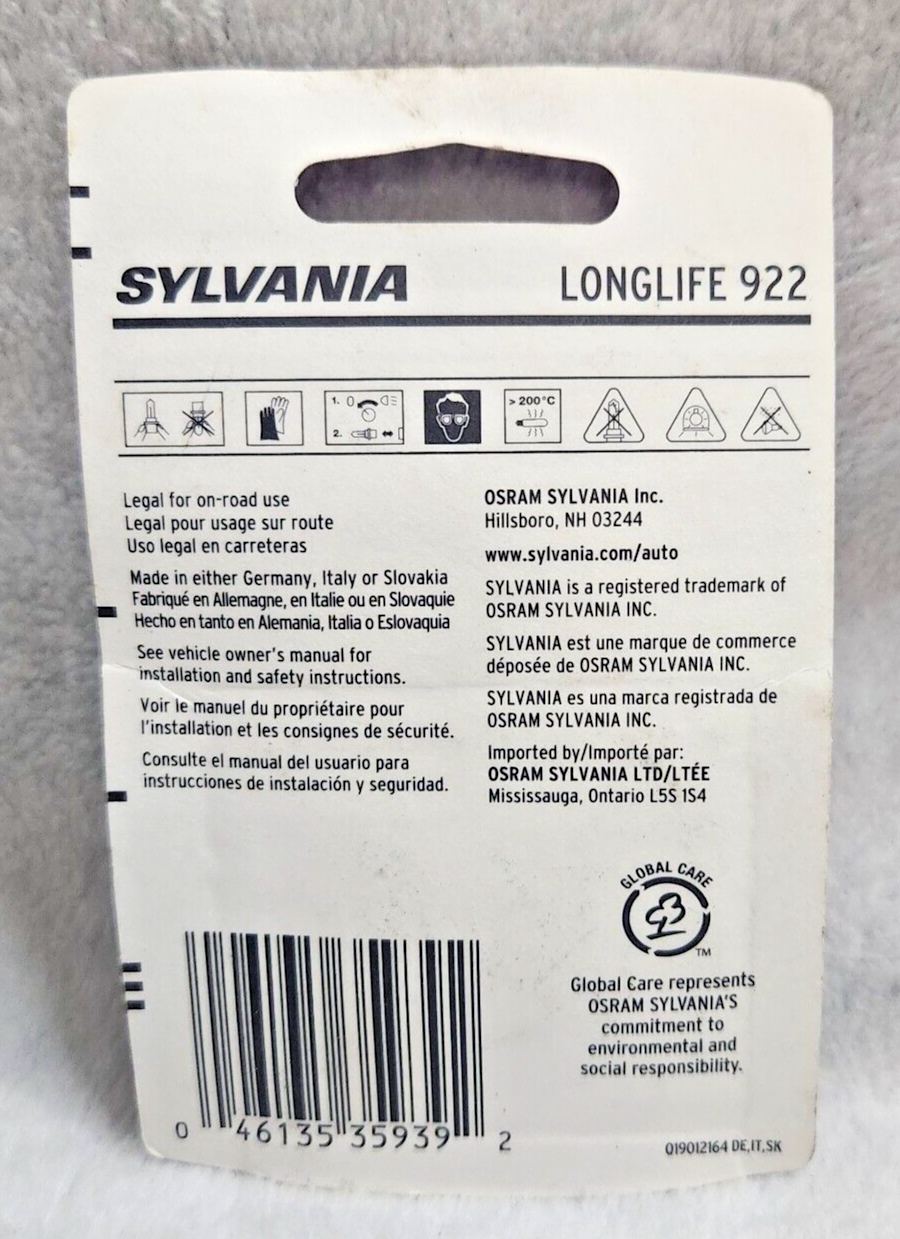 SYLVANIA LONGLIFE 922
1. 0
2.
> 200°C
Legal for on-road use
Legal pour usage sur route
Uso legal en carreteras
Made in either Germany, Italy or Slovakia
Fabriqué en Allemagne, en Italie ou en Slovaquie
Hecho en tanto en Alemania, Italia o Eslovaquia
See vehicle owner's manual for
installation and safety instructions.
Voir le manuel du propriétaire pour
l'installation et les consignes de sécurité.
Consulte el manual del usuario para
instrucciones de instalación y seguridad.
OSRAM SYLVANIA Inc.
Hillsboro, NH 03244
www.sylvania.com/auto
SYLVANIA is a registered trademark of
OSRAM SYLVANIA INC.
SYLVANIA est une marque de commerce
déposée de OSRAM SYLVANIA INC.
SYLVANIA es una marca registrada de
OSRAM SYLVANIA INC.
Imported by/Importé par:
OSRAM SYLVANIA LTD/LTÉE
Mississauga, Ontario L5S 1S4
GLOBAL CARE
TM
Global Care represents
OSRAM SYLVANIA'S
commitment to
environmental and
social responsibility.
0 46135 35939 2
Q19012164 DE,IT,SK